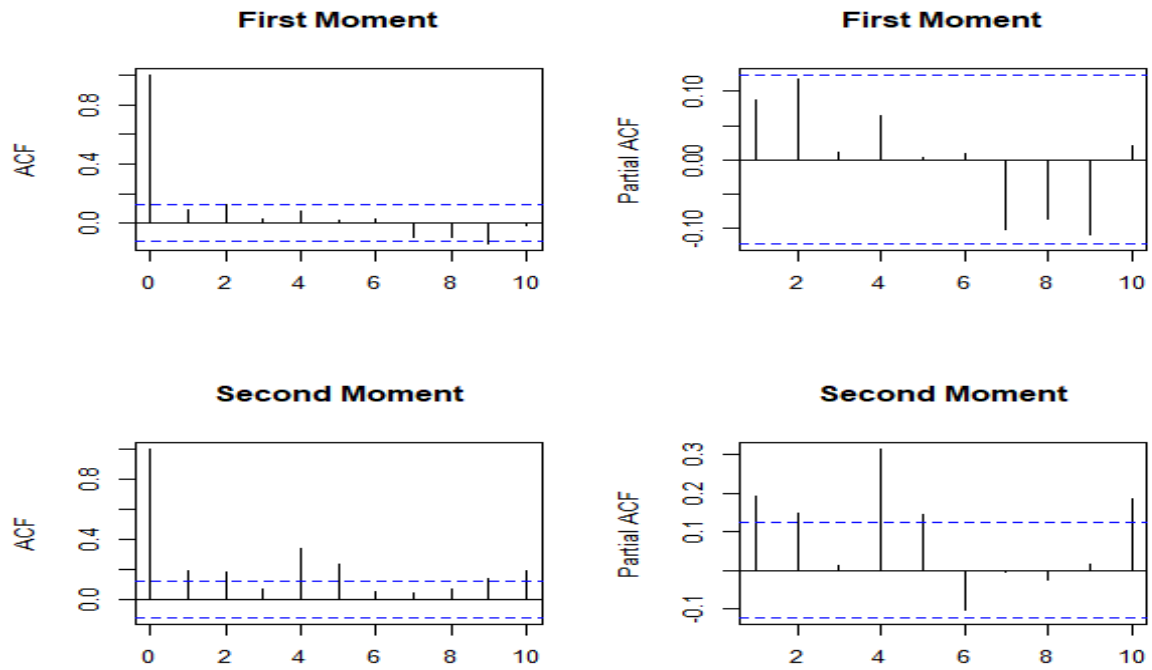 First Moment
ACF
0.0 0.4 0.8
0 2 4 6 8 10
First Moment
Partial ACF
-0.10 0.00 0.10
2 4 6 8 10
Second Moment
ACF
0.0 0.4 0.8
0 2 4 6 8 10
Second Moment
Partial ACF
-0.1 0.1 0.2 0.3
2 4 6 8 10